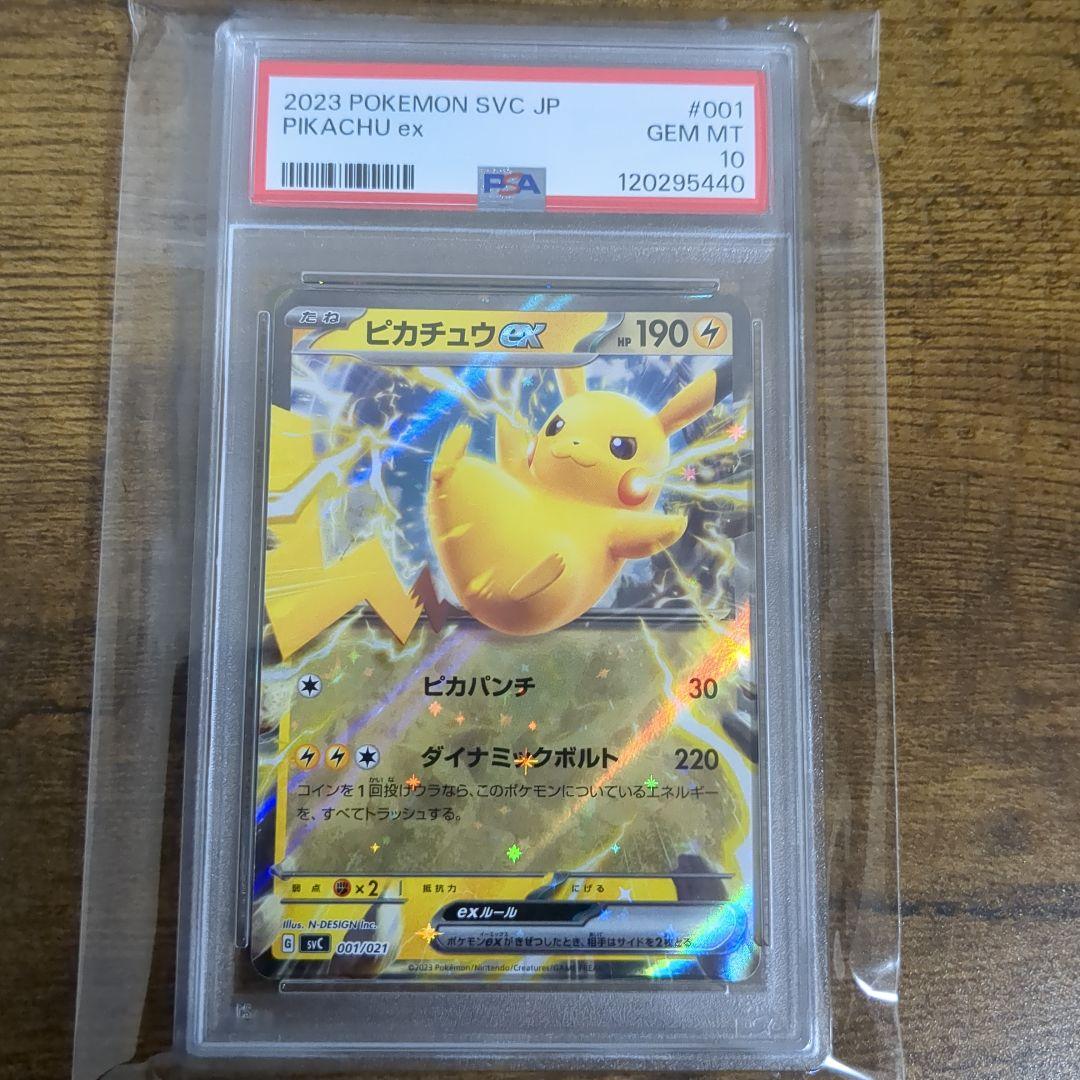 2023 POKEMON SVC JP
#001
PIKACHU ex
GEM MT
10
PSA
120295440
たね
ピカチュウex
HP 190
ピカパンチ
30
ダイナミックボルト
220
コインを1回投げウラなら、このポケモンについているエネルギー
を、すべてトラッシュする。
弱点
×2
抵抗力
にげる
exルール
ポケモンexがきぜつしたとき、相手はサイドを2枚とる。
Illus. N-DESIGN Inc.
G
svC
001/021
©2023 Pokémon/Nintendo/Creatures/GAME FREAK